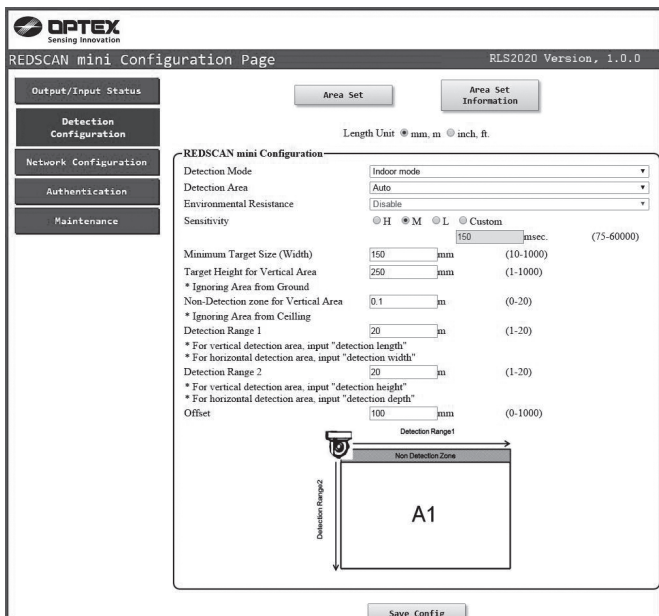 OPTEX
Sensing Innovation
REDSCAN mini Configuration Page RLS2020 Version, 1.0.0
Output/Input Status
Detection
Configuration
Network Configuration
Authentication
Maintenance
Area Set
Area Set
Information
Length Unit mm, m inch, ft.
REDSCAN mini Configuration
Detection Mode Indoor mode
Detection Area Auto
Environmental Resistance Disable
Sensitivity H M L Custom
150 msec. (75-60000)
Minimum Target Size (Width) 150 mm (10-1000)
Target Height for Vertical Area 250 mm (1-1000)
* Ignoring Area from Ground
Non-Detection zone for Vertical Area 0.1 m (0-20)
* Ignoring Area from Ceilling
Detection Range 1 20 m (1-20)
* For vertical detection area, input "detection length"
* For horizontal detection area, input "detection width"
Detection Range 2 20 m (1-20)
* For vertical detection area, input "detection height"
* For horizontal detection area, input "detection depth"
Offset 100 mm (0-1000)
Detection Range1
Non Detection Zone
Detection Range2
A1
Save Config